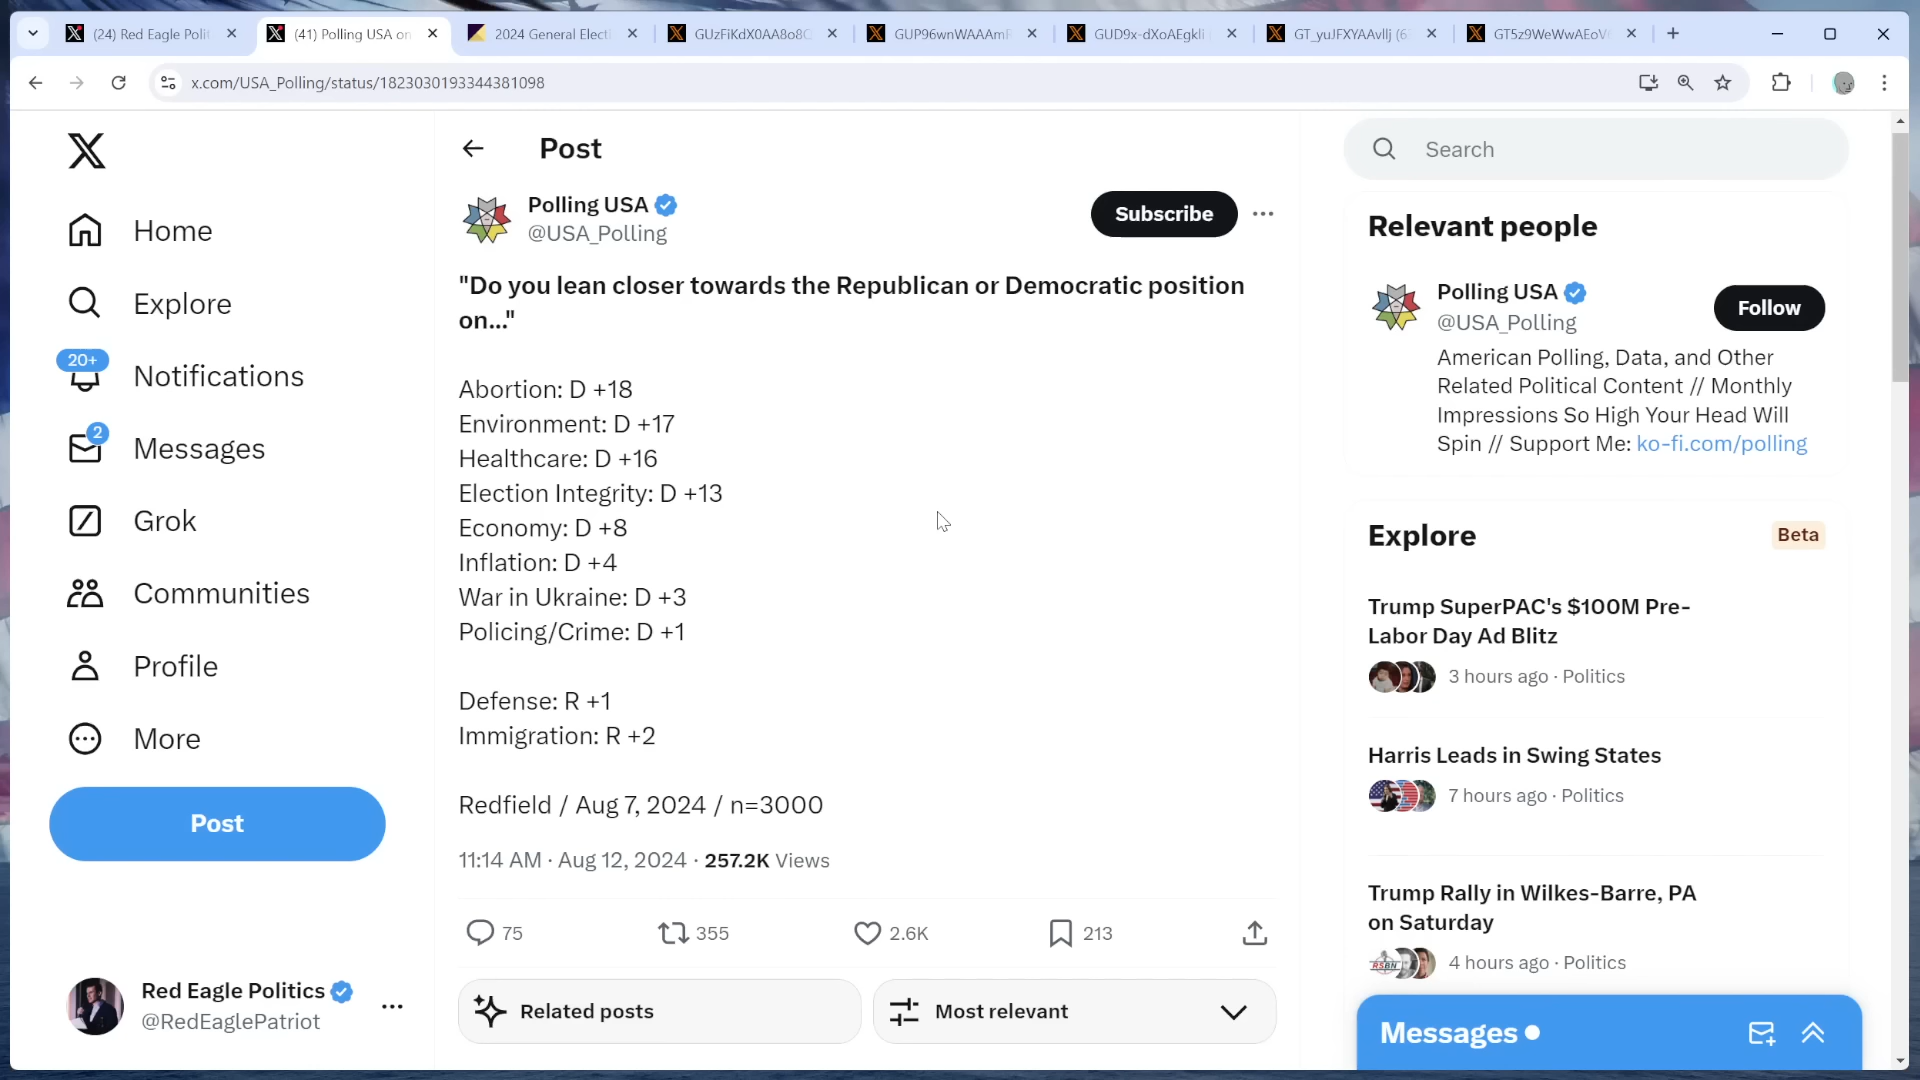 (24) Red Eagle Polit
(41) Polling USA on
2024 General Electi
GUzFiKdX0AA8o8C
GUP96wnWAAAmR
GUD9x-dXoAEgkli
GT_yuJFXYAAvllj (6
GT5z9WeWwAEoV
x.com/USA_Polling/status/1823030193344381098
Home
Explore
20+
Notifications
2
Messages
Grok
Communities
Profile
More
Post
Red Eagle Politics
@RedEaglePatriot
Post
Polling USA
@USA_Polling
Subscribe
"Do you lean closer towards the Republican or Democratic position
on..."
Abortion: D +18
Environment: D +17
Healthcare: D +16
Election Integrity: D +13
Economy: D +8
Inflation: D +4
War in Ukraine: D +3
Policing/Crime: D +1
Defense: R +1
Immigration: R +2
Redfield / Aug 7, 2024 / n=3000
11:14 AM · Aug 12, 2024 · 257.2K Views
75
355
2.6K
213
Related posts
Most relevant
Search
Relevant people
Polling USA
@USA_Polling
Follow
American Polling, Data, and Other
Related Political Content // Monthly
Impressions So High Your Head Will
Spin // Support Me: ko-fi.com/polling
Explore
Beta
Trump SuperPAC's $100M Pre-
Labor Day Ad Blitz
3 hours ago · Politics
Harris Leads in Swing States
7 hours ago · Politics
Trump Rally in Wilkes-Barre, PA
on Saturday
RSBN
4 hours ago · Politics
Messages